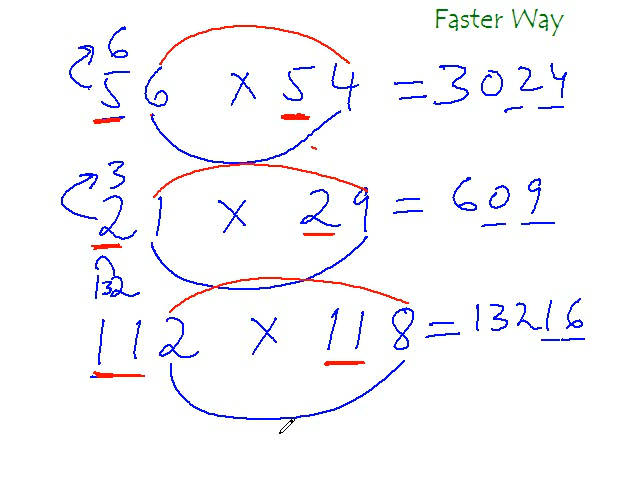 Faster Way
6
56 × 54 = 3024
3
21 × 29 = 609
132
112 × 118 = 13216